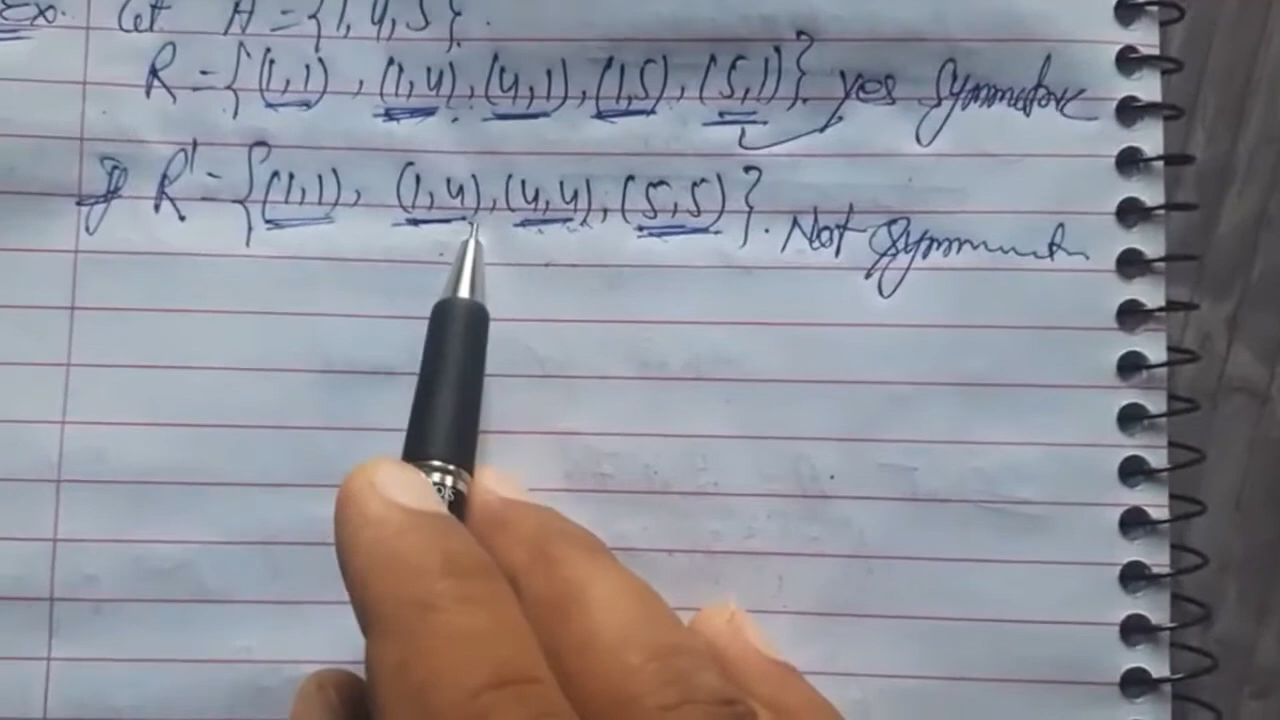 Ex. Let A = {1, 4, 5}.
R = {(1,1), (1,4), (4,1), (1,5), (5,1)} yes Symmetric
R' = {(1,1), (1,4), (4,4), (5,5)}. Not Symmetric